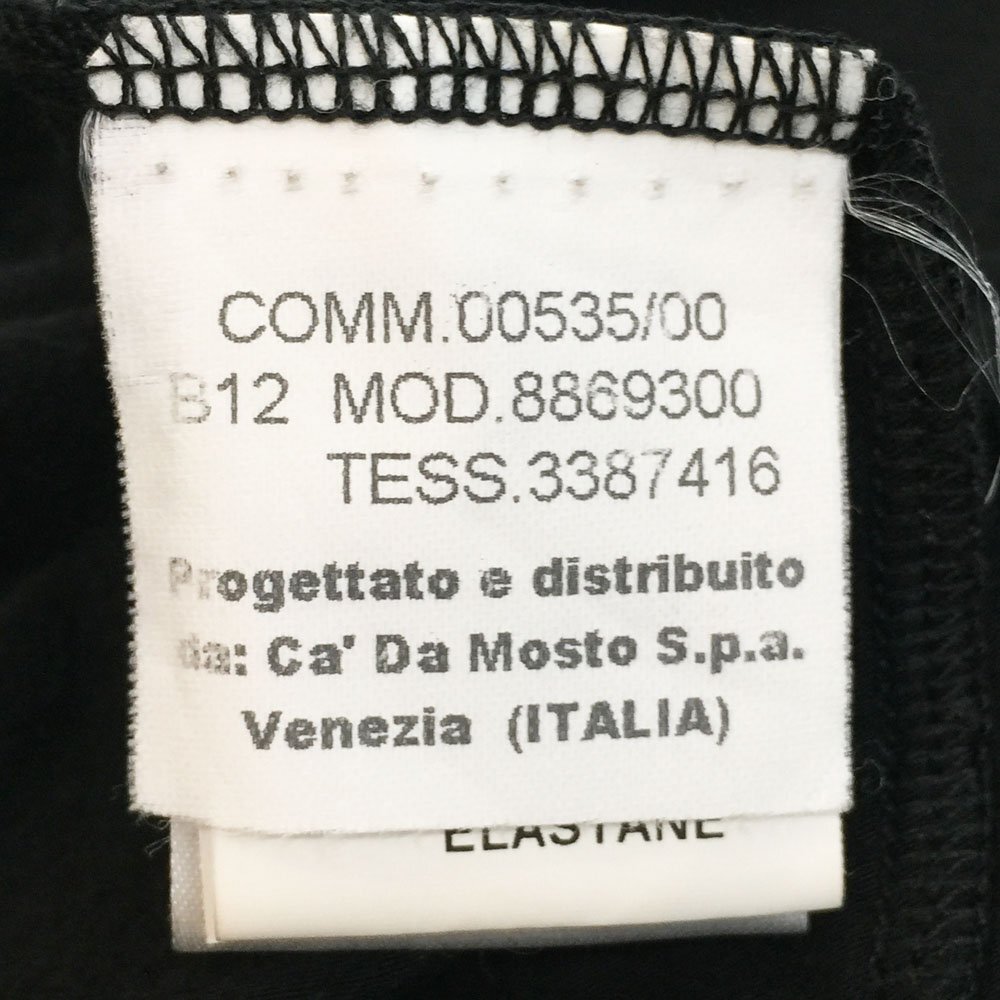 COMM.00535/00
B12 MOD.8869300
TESS.3387416
Progettato e distribuito
da: Ca' Da Mosto S.p.a.
Venezia (ITALIA)
ELASTANE